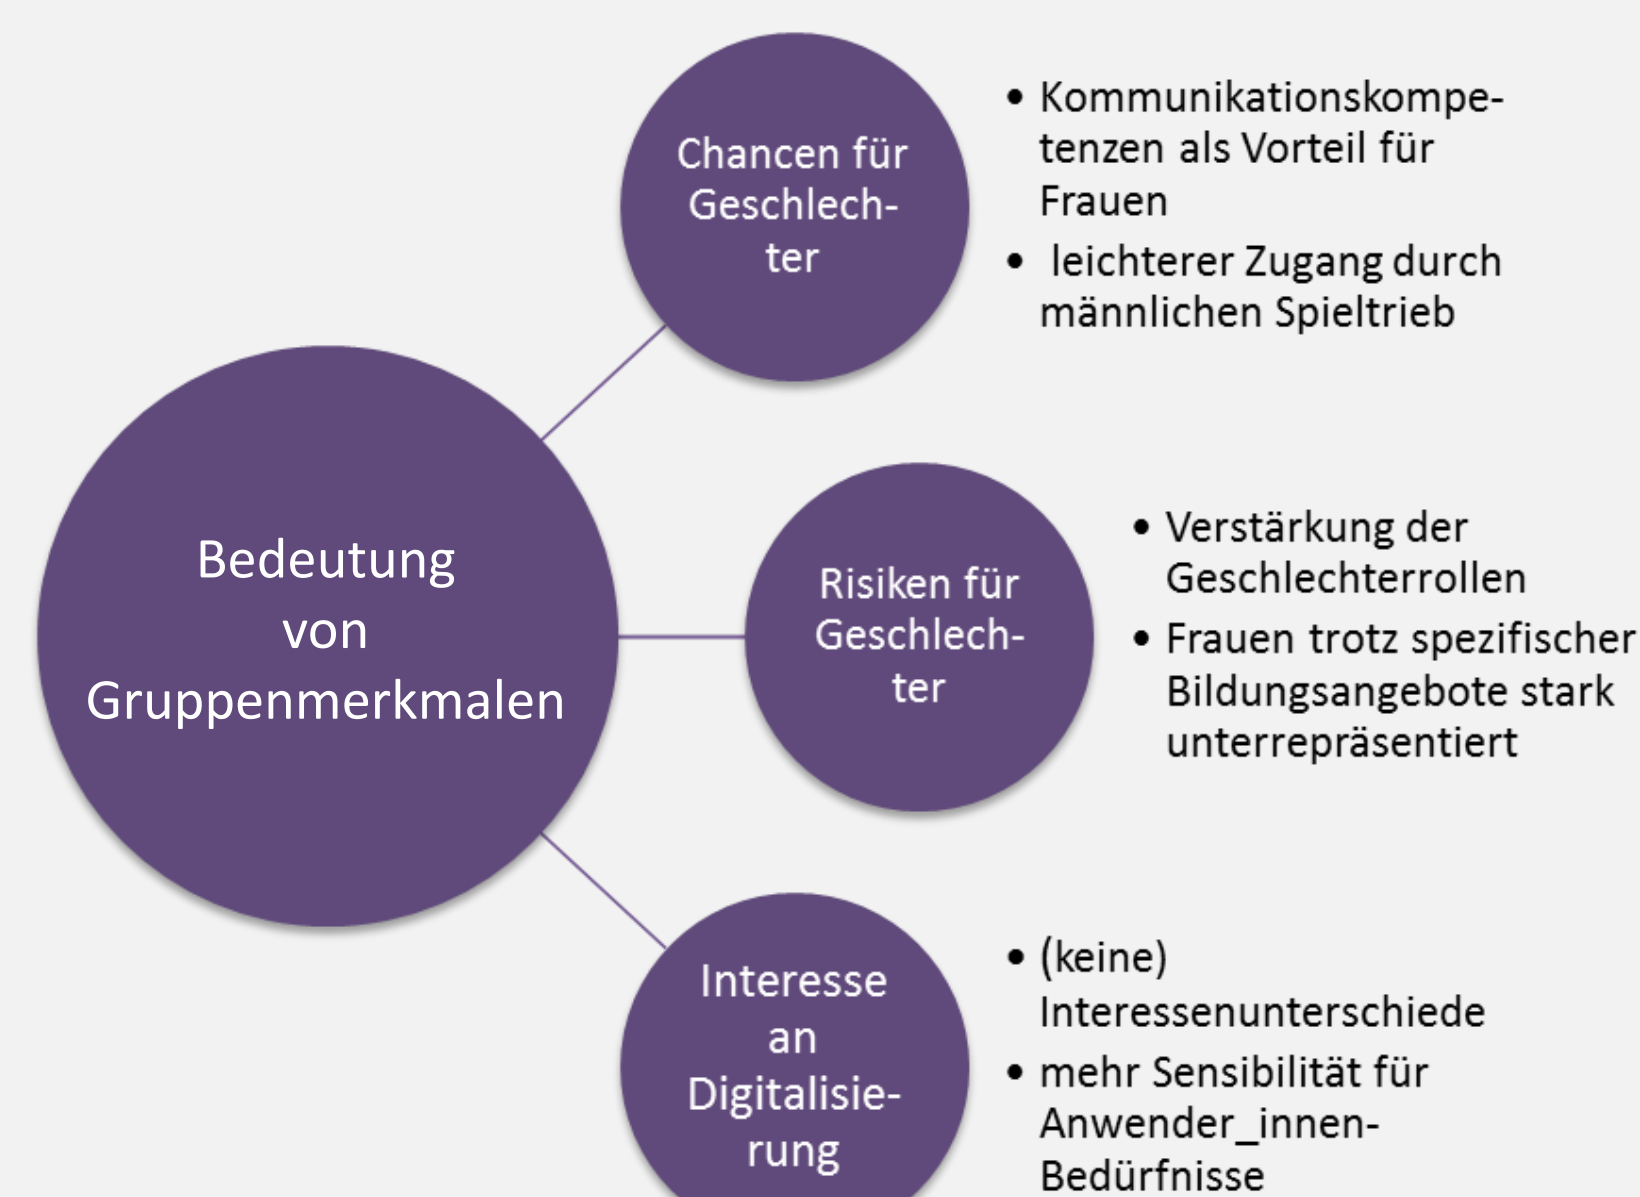 Chancen für
Geschlech-
ter
• Kommunikationskompe-
tenzen als Vorteil für
Frauen
• leichterer Zugang durch
männlichen Spieltrieb
Bedeutung
von
Gruppenmerkmalen
Risiken für
Geschlech-
ter
• Verstärkung der
Geschlechterrollen
• Frauen trotz spezifischer
Bildungsangebote stark
unterrepräsentiert
Interesse
an
Digitalisie-
rung
• (keine)
Interessenunterschiede
• mehr Sensibilität für
Anwender_innen-
Bedürfnisse